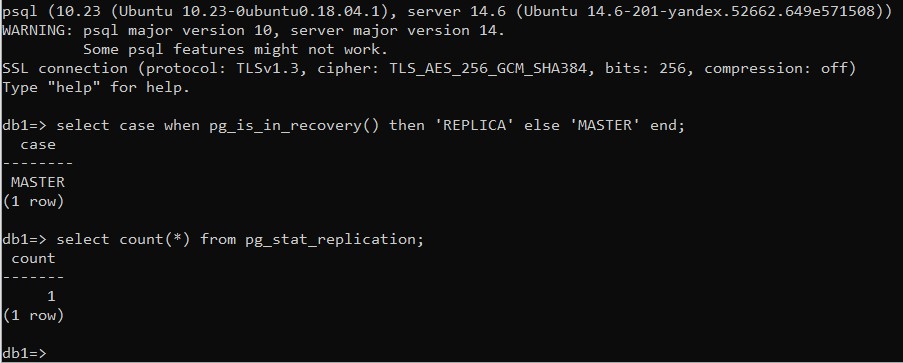 psql (10.23 (Ubuntu 10.23-0ubuntu0.18.04.1), server 14.6 (Ubuntu 14.6-201-yandex.52662.649e571508))
WARNING: psql major version 10, server major version 14.
         Some psql features might not work.
SSL connection (protocol: TLSv1.3, cipher: TLS_AES_256_GCM_SHA384, bits: 256, compression: off)
Type "help" for help.

db1=> select case when pg_is_in_recovery() then 'REPLICA' else 'MASTER' end;
  case
--------
 MASTER
(1 row)

db1=> select count(*) from pg_stat_replication;
 count
-------
     1
(1 row)

db1=>